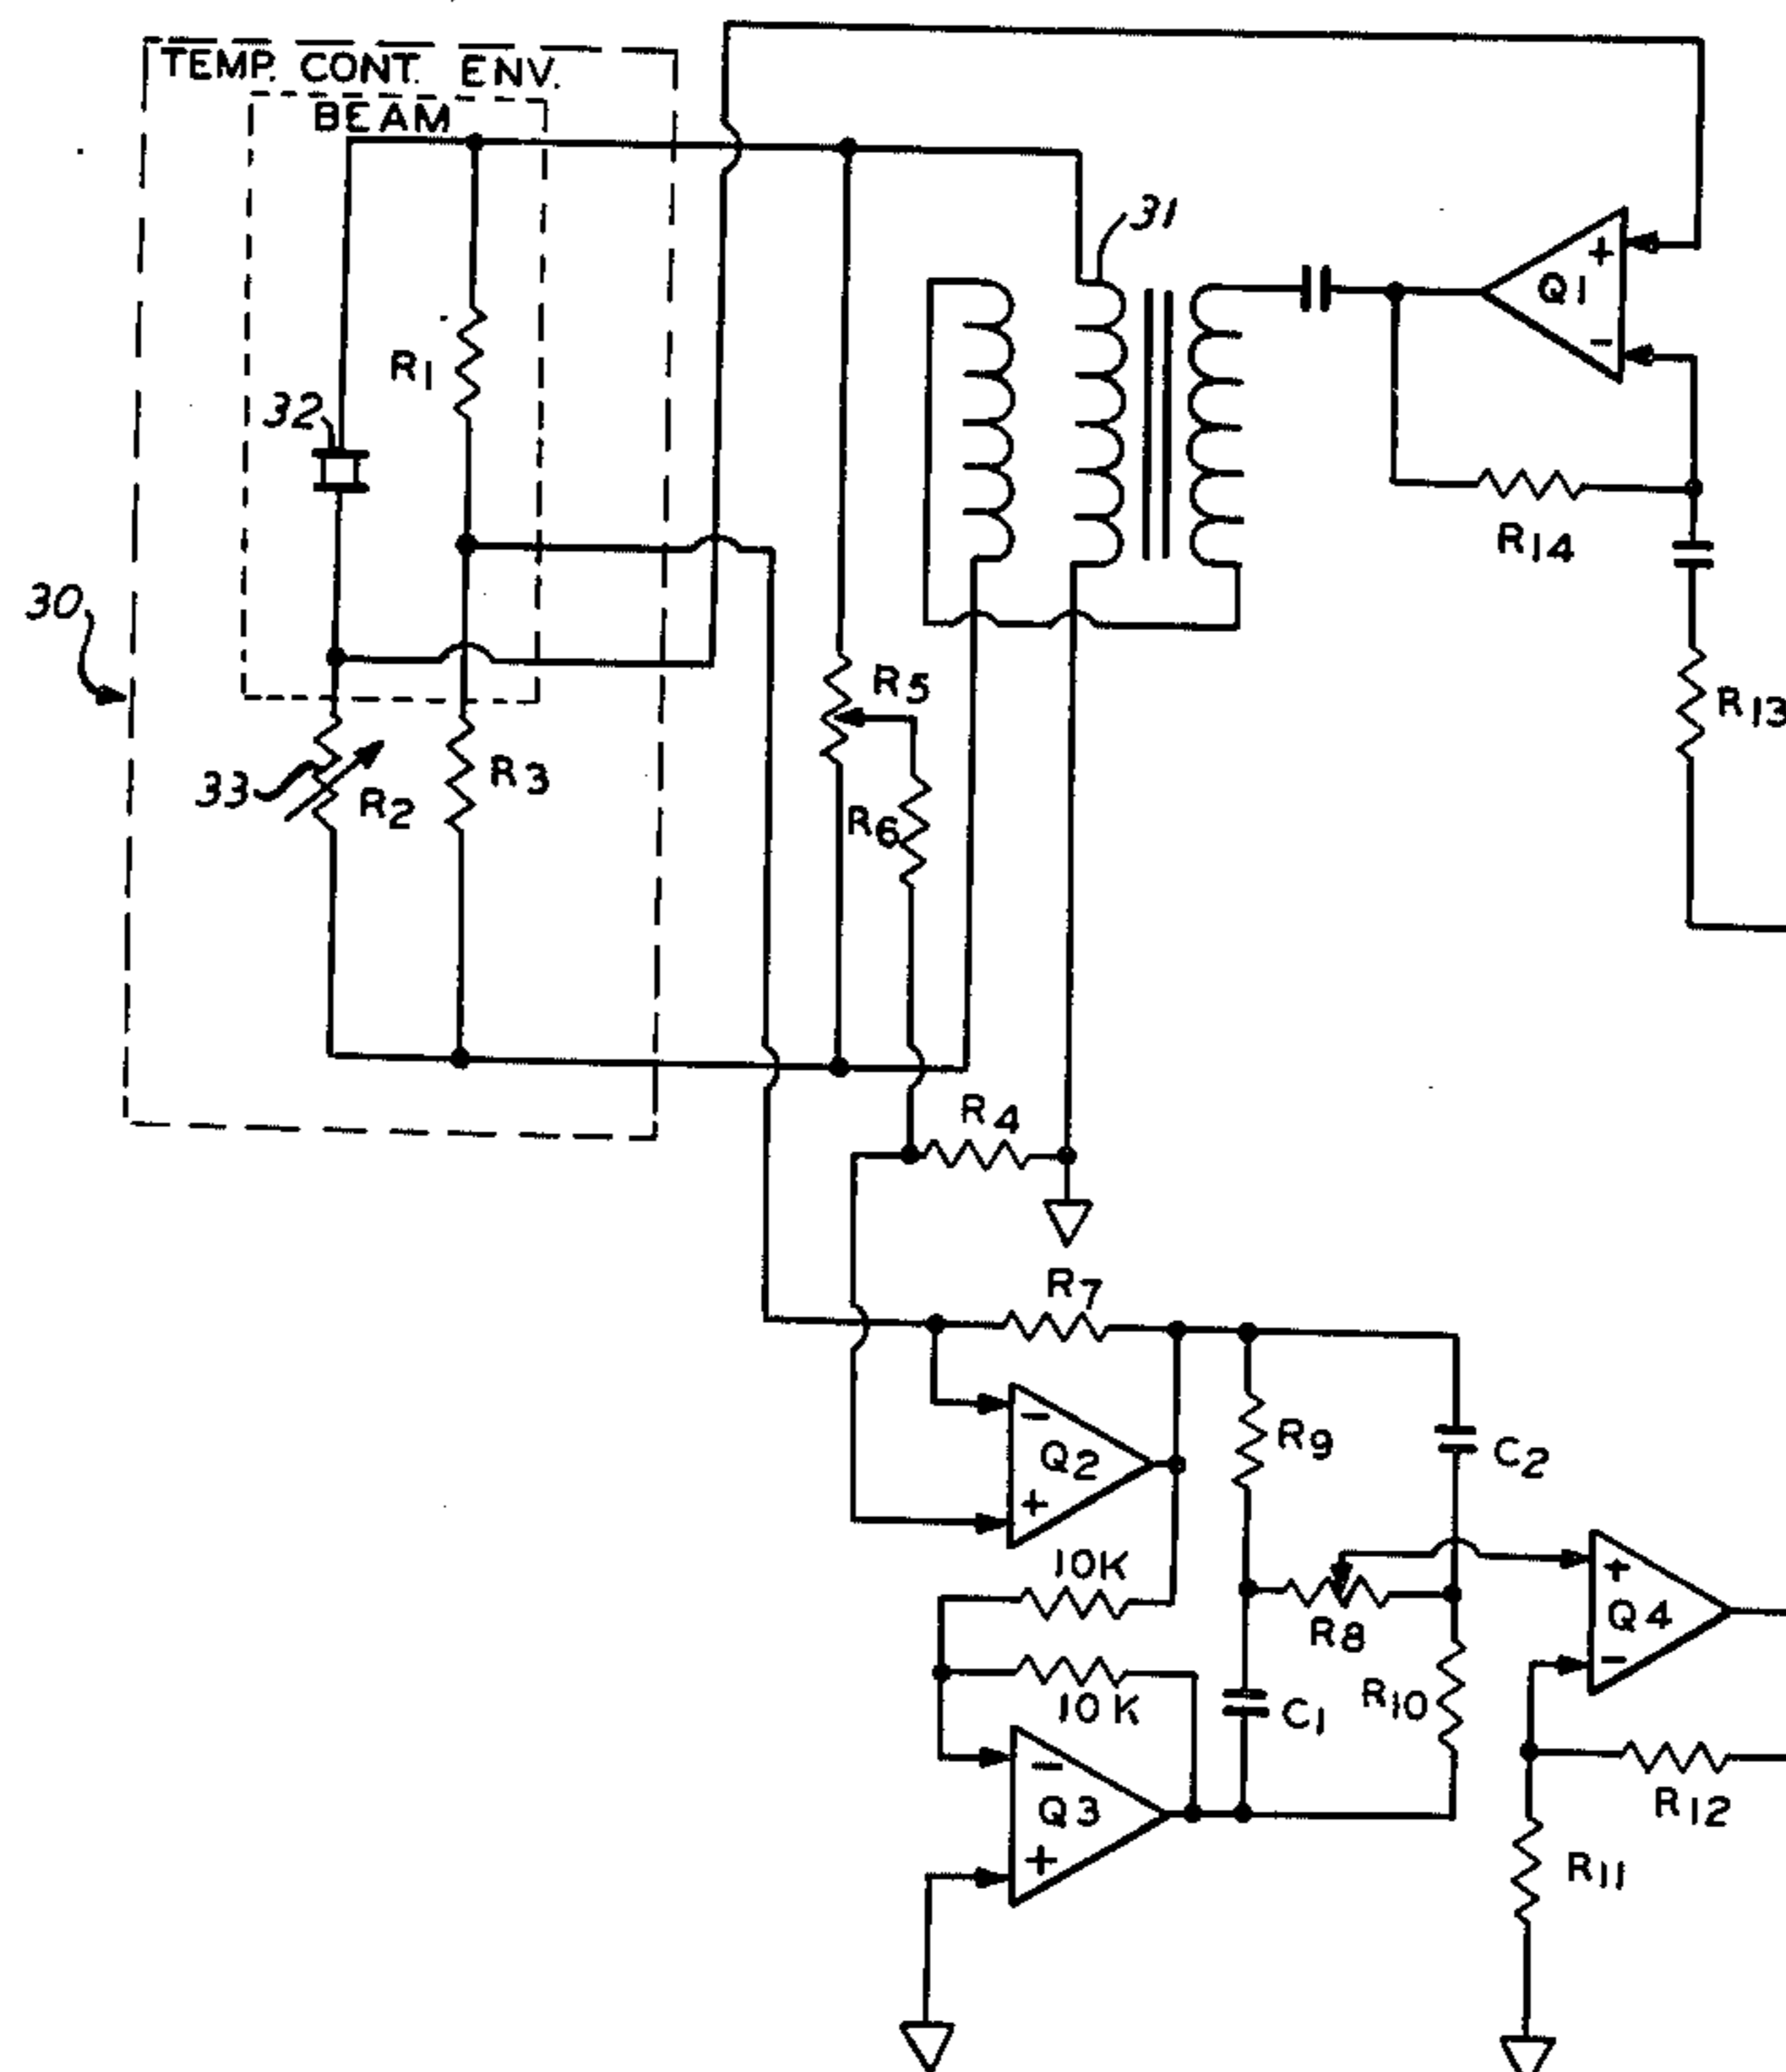 TEMP. CONT. ENV.
BEAM
31
+
Q1
−
R1
32
R14
30
R5
R13
33
R2
R3
R6
R4
R7
−
Q2
+
R9
C2
10K
R8
+
Q4
−
10K
C1
R10
−
Q3
+
R12
R11